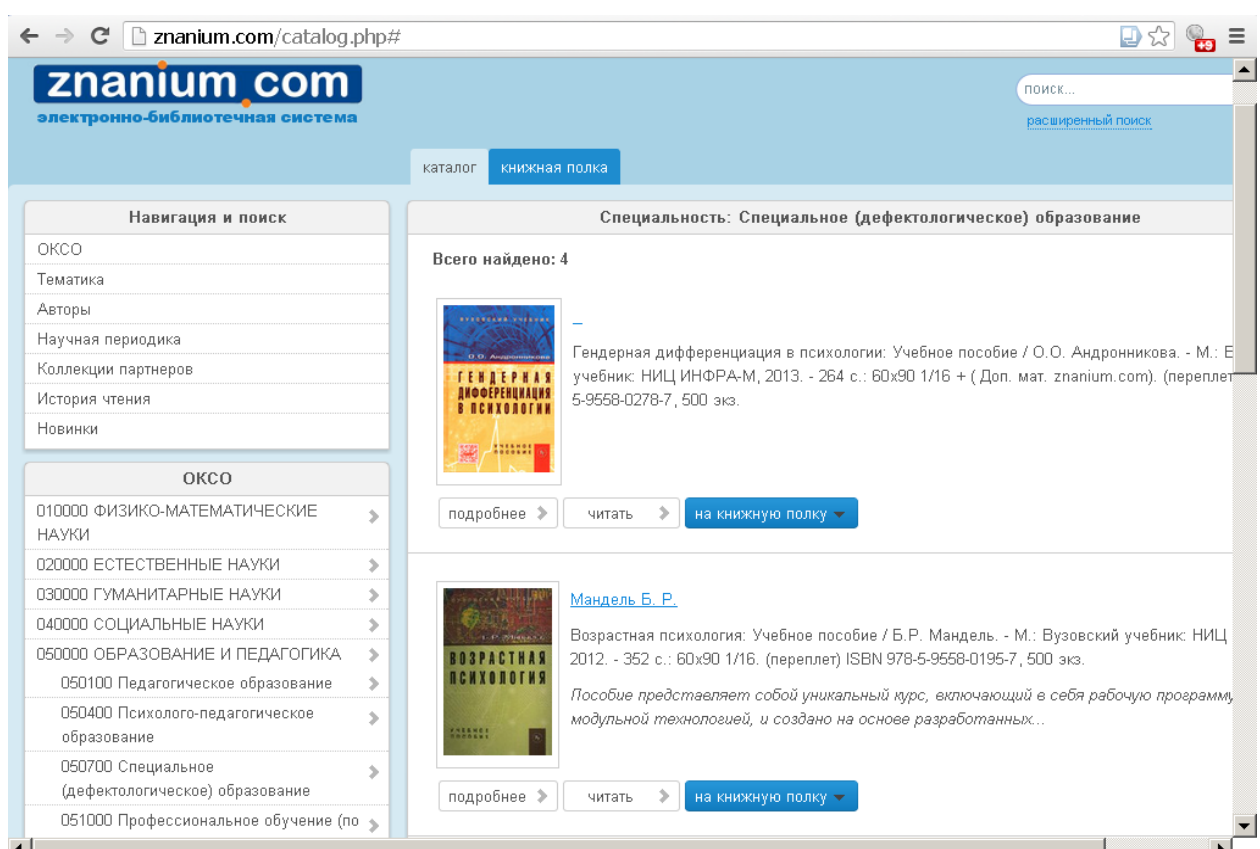 znanium.com/catalog.php#
+9
znanium.com
электронно-библиотечная система
поиск...
расширенный поиск
каталог
книжная полка
Навигация и поиск
ОКСО
Тематика
Авторы
Научная периодика
Коллекции партнеров
История чтения
Новинки
ОКСО
010000 ФИЗИКО-МАТЕМАТИЧЕСКИЕ
НАУКИ
020000 ЕСТЕСТВЕННЫЕ НАУКИ
030000 ГУМАНИТАРНЫЕ НАУКИ
040000 СОЦИАЛЬНЫЕ НАУКИ
050000 ОБРАЗОВАНИЕ И ПЕДАГОГИКА
050100 Педагогическое образование
050400 Психолого-педагогическое
образование
050700 Специальное
(дефектологическое) образование
051000 Профессиональное обучение (по
Специальность: Специальное (дефектологическое) образование
Всего найдено: 4
О.О. Андронникова
ГЕНДЕРНАЯ
ДИФФЕРЕНЦИАЦИЯ
В ПСИХОЛОГИИ
УЧЕБНОЕ
ПОСОБИЕ
Гендерная дифференциация в психологии: Учебное пособие / О.О. Андронникова. - М.:
учебник: НИЦ ИНФРА-М, 2013. - 264 с.: 60x90 1/16 + ( Доп. мат. znanium.com). (переплет
5-9558-0278-7, 500 экз.
подробнее
читать
на книжную полку
ВОЗРАСТНАЯ
ПСИХОЛОГИЯ
Мандель Б. Р.
Возрастная психология: Учебное пособие / Б.Р. Мандель. - М.: Вузовский учебник: НИЦ
2012. - 352 с.: 60x90 1/16. (переплет) ISBN 978-5-9558-0195-7, 500 экз.
Пособие представляет собой уникальный курс, включающий в себя рабочую программу
модульной технологией, и создано на основе разработанных...
подробнее
читать
на книжную полку